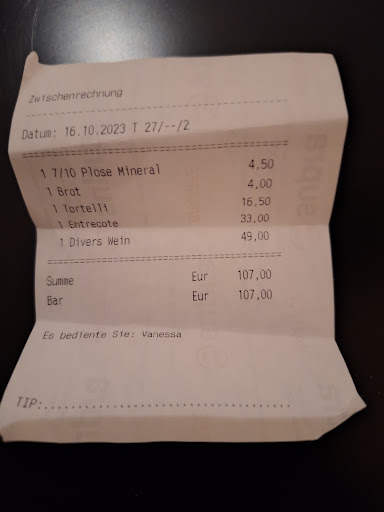 Zwischenrechnung
Datum: 16.10.2023 T 27/--/2
1 7/10 Plose Mineral 4,50
1 Brot 4,00
1 Tortelli 16,50
1 Entrecote 33,00
1 Divers Wein 49,00
Summe Eur 107,00
Bar Eur 107,00
Es bediente Sie: Vanessa
TIP:....................................